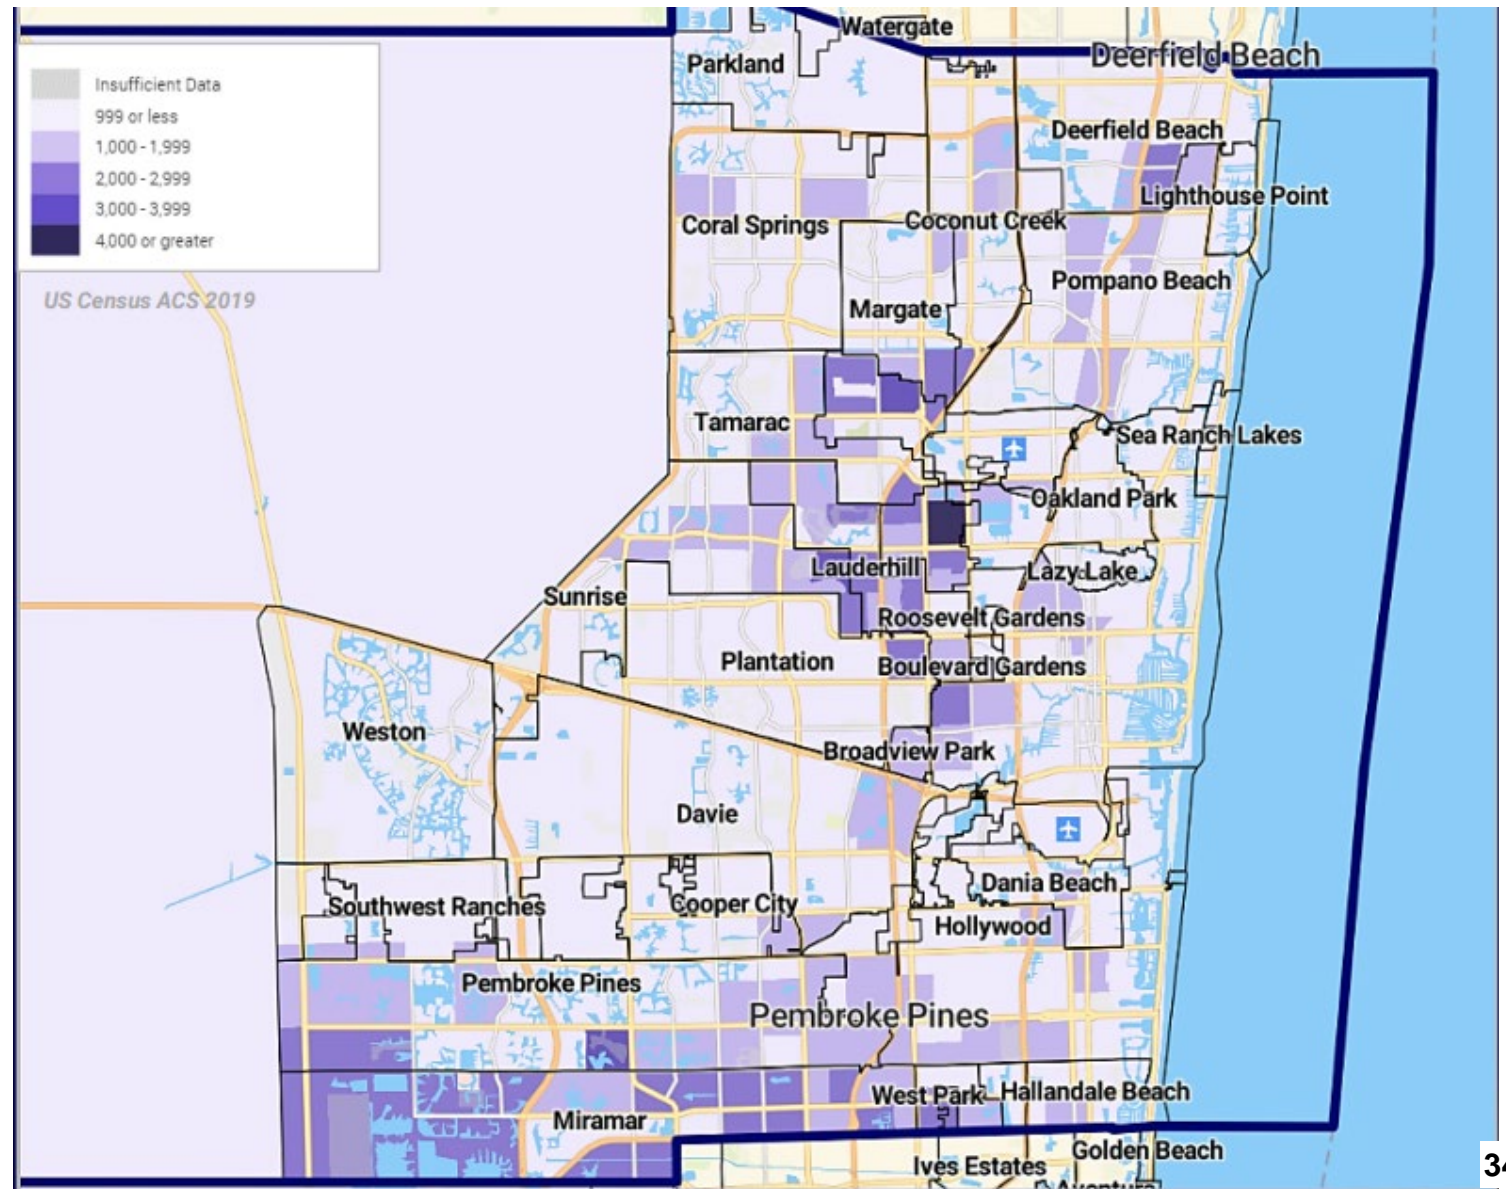 Watergate
Deerfield Beach
Parkland
Insufficient Data
999 or less
1,000 - 1,999
2,000 - 2,999
3,000 - 3,999
4,000 or greater
US Census ACS 2019
Deerfield Beach
Lighthouse Point
Coral Springs
Coconut Creek
Pompano Beach
Margate
Tamarac
Sea Ranch Lakes
Oakland Park
Lauderhill
Lazy Lake
Sunrise
Roosevelt Gardens
Plantation
Boulevard Gardens
Weston
Broadview Park
Davie
Dania Beach
Southwest Ranches
Cooper City
Hollywood
Pembroke Pines
Pembroke Pines
West Park
Hallandale Beach
Miramar
Golden Beach
Ives Estates
Aventura
34